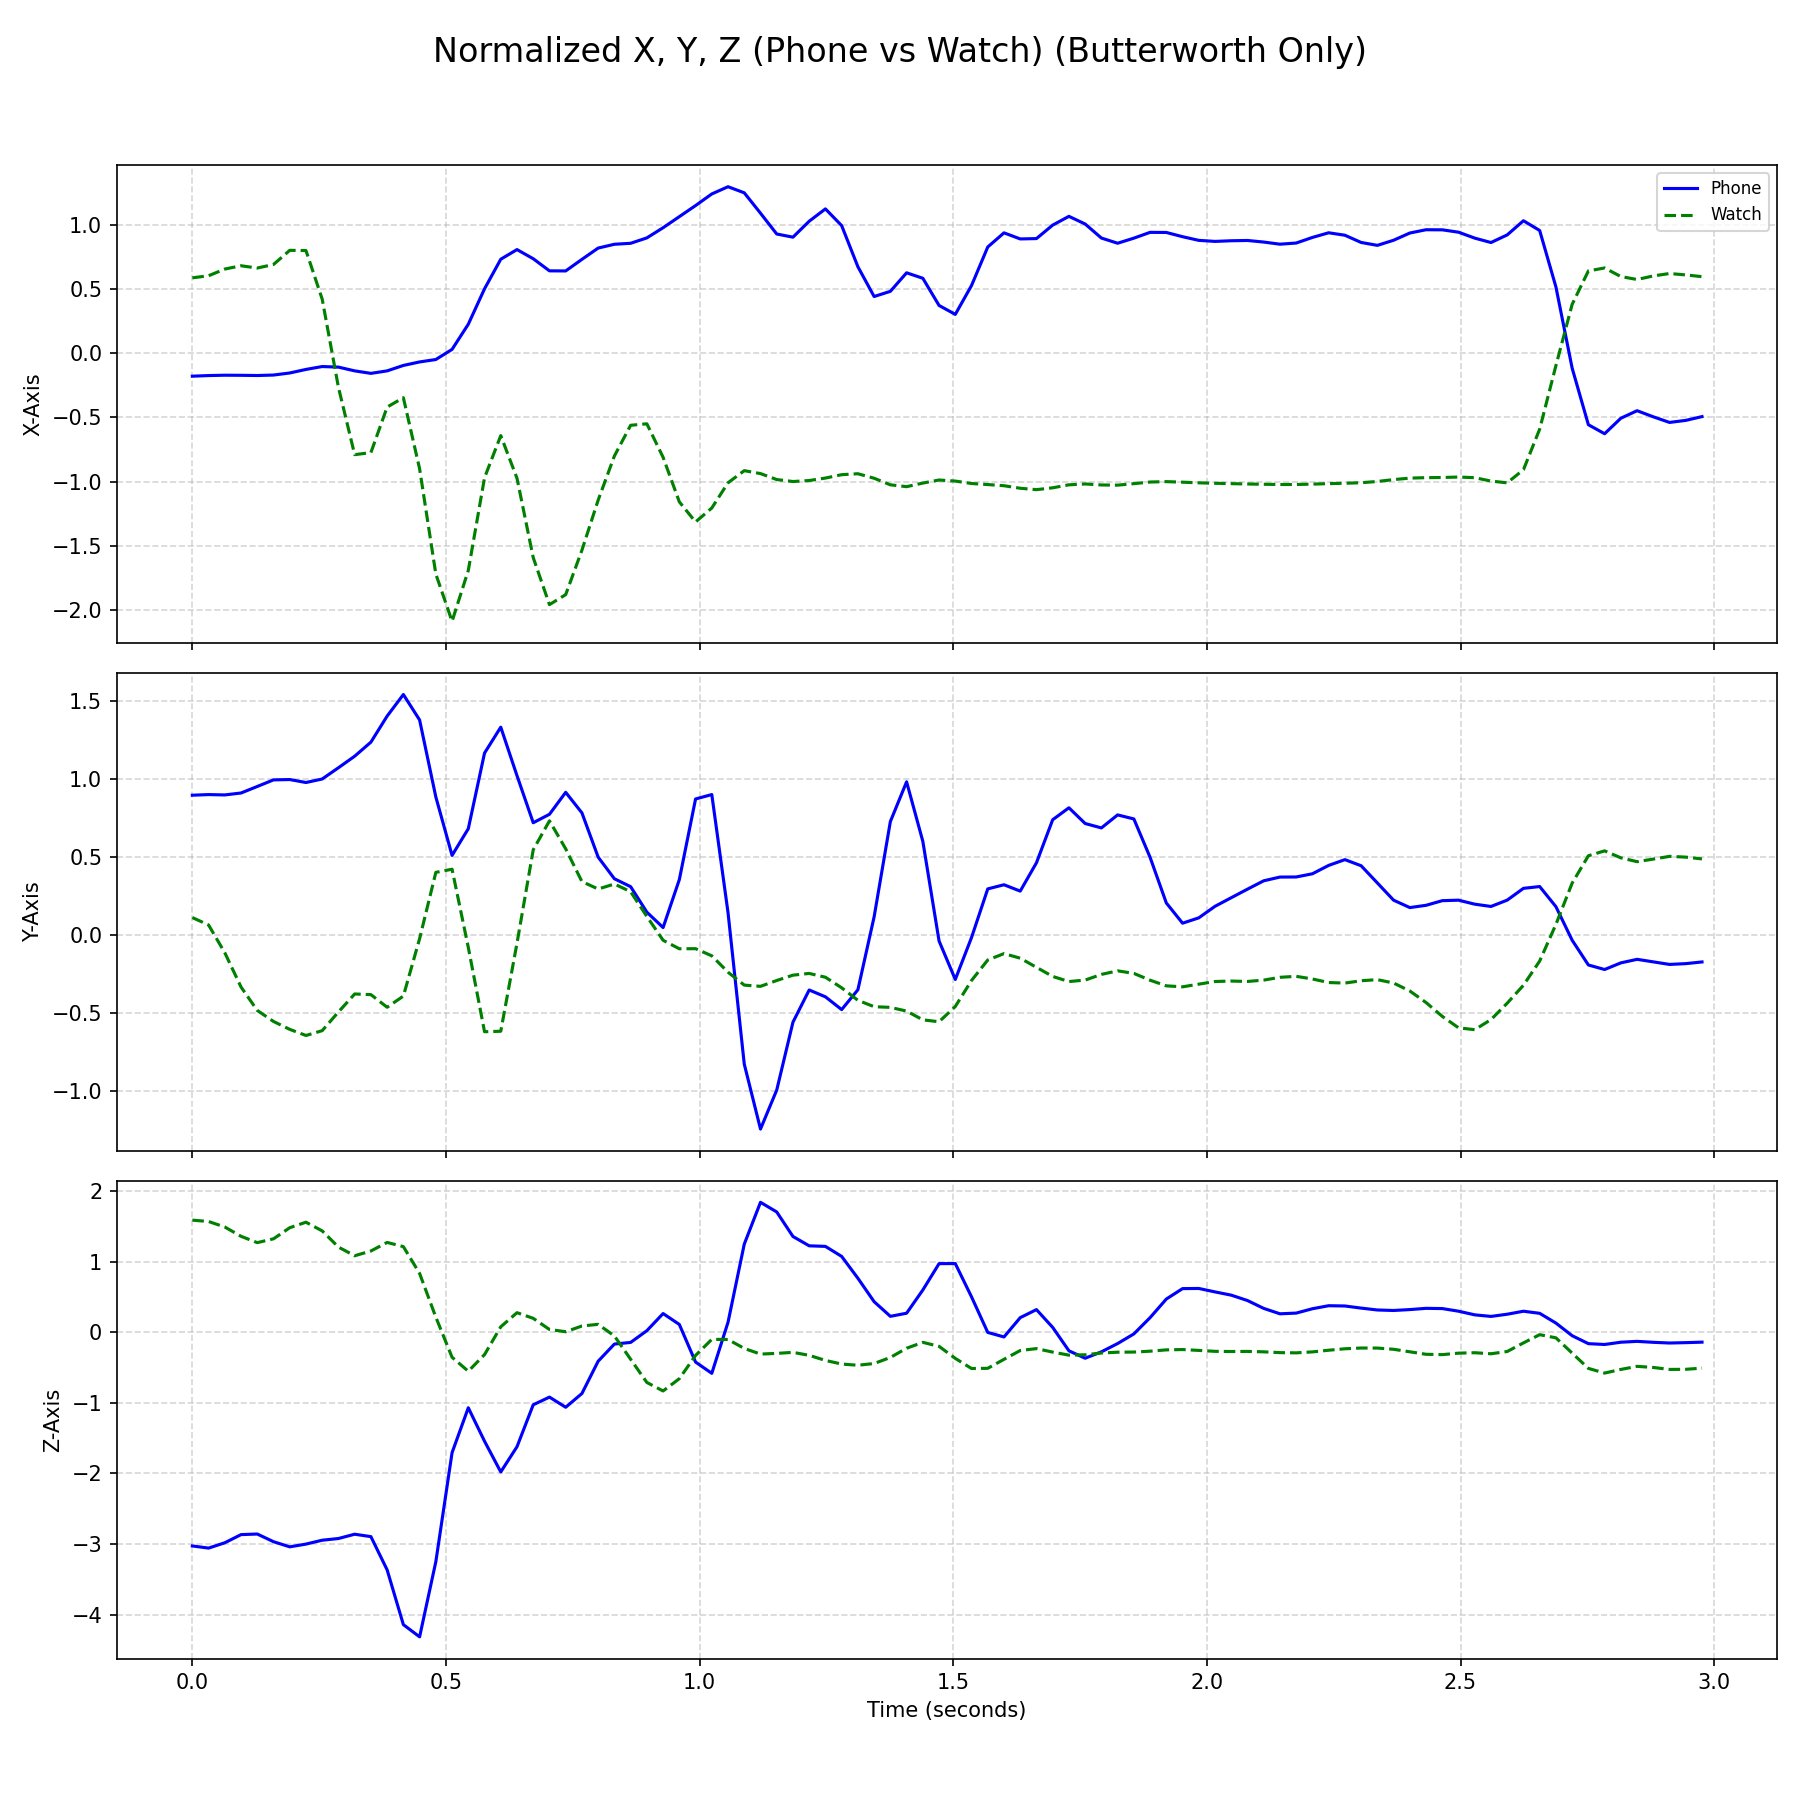 Normalized X, Y, Z (Phone vs Watch) (Butterworth Only)
Phone
Watch
X-Axis
1.0
0.5
0.0
−0.5
−1.0
−1.5
−2.0
Y-Axis
1.5
1.0
0.5
0.0
−0.5
−1.0
Z-Axis
2
1
0
−1
−2
−3
−4
0.0 0.5 1.0 1.5 2.0 2.5 3.0
Time (seconds)